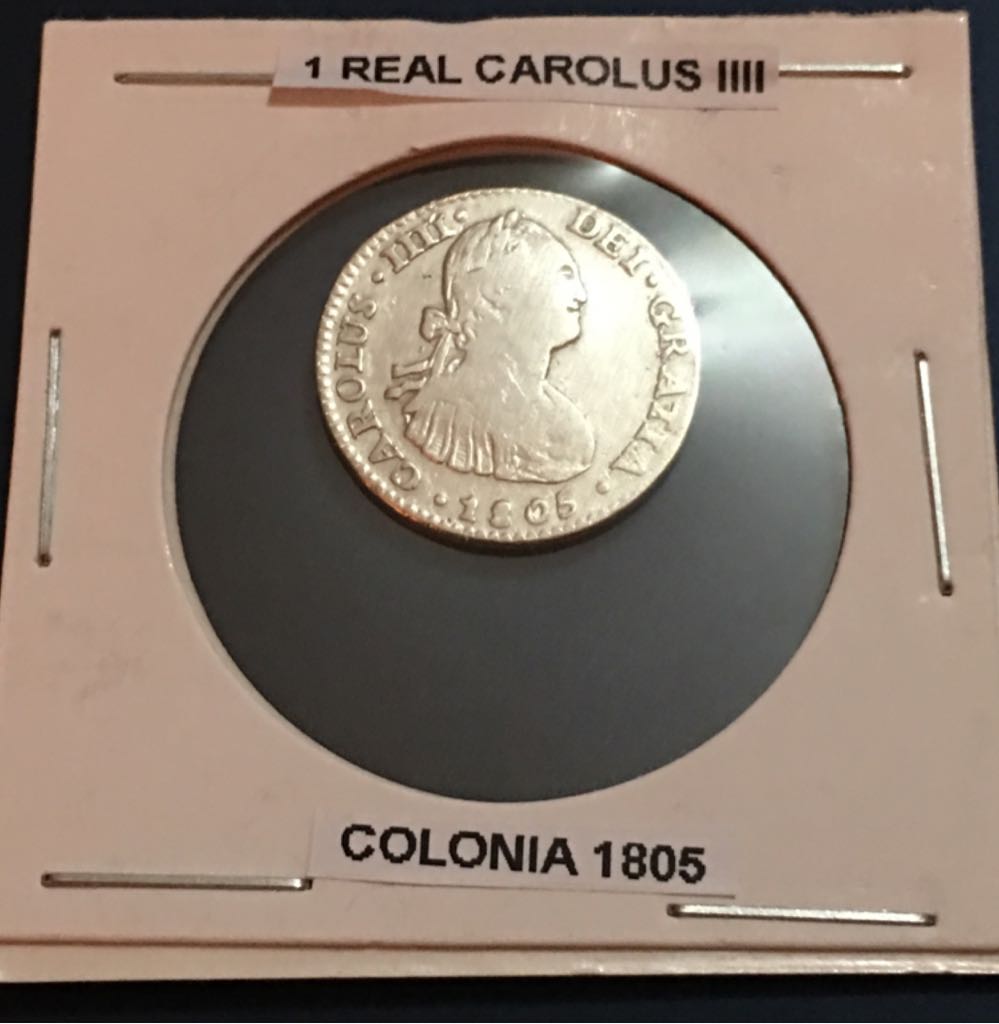 1 REAL CAROLUS IIII
CAROLUS · IIII · DEI · GRATIA ·
· 1805 ·
COLONIA 1805